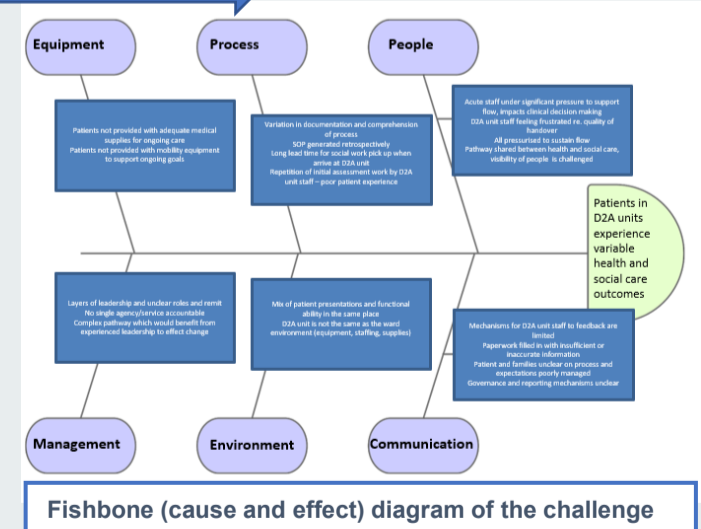 Equipment
Process
People
Patients not provided with adequate medical
supplies for ongoing care
Patients not provided with mobility equipment
to support ongoing goals
Variation in documentation and comprehension
of process
SOP generated retrospectively
Long lead time for social work pick up when
arrive at D2A unit
Repetition of initial assessment work by D2A
unit staff – poor patient experience
Acute staff under significant pressure to support
flow, impacts clinical decision making
D2A unit staff feeling frustrated re. quality of
handover
All pressurised to sustain flow
Pathway shared between health and social care,
visibility of people is challenged
Patients in
D2A units
experience
variable
health and
social care
outcomes
Layers of leadership and unclear roles and remit
No single agency/service accountable
Complex pathway which would benefit from
experienced leadership to effect change
Mix of patient presentations and functional
ability in the same place
D2A unit is not the same as the ward
environment (equipment, staffing, supplies)
Mechanisms for D2A unit staff to feedback are
limited
Paperwork filled in with insufficient or
inaccurate information
Patient and families unclear on process and
expectations poorly managed
Governance and reporting mechanisms unclear
Management
Environment
Communication
Fishbone (cause and effect) diagram of the challenge